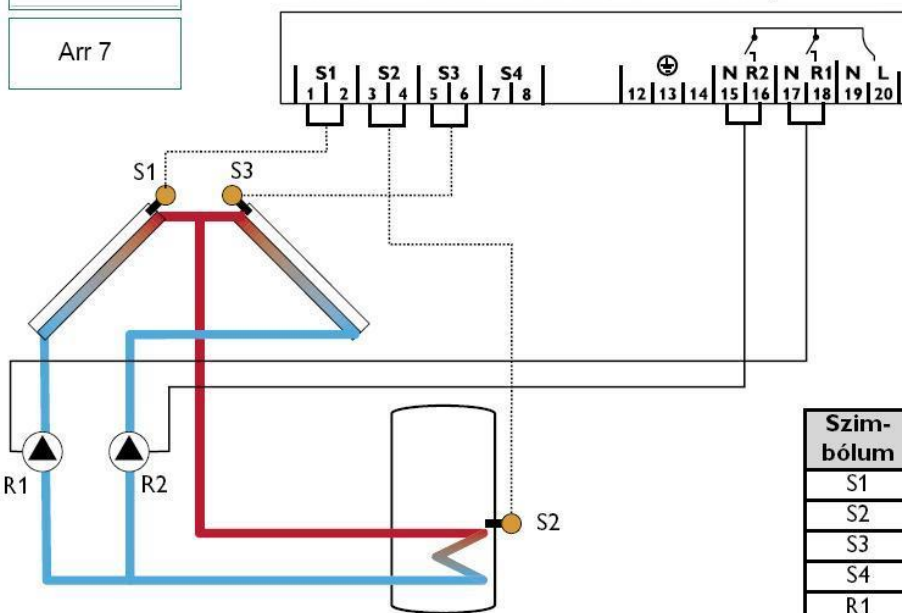 Arr 7
S1 S2 S3 S4 N R2 N R1 N L
1 2 3 4 5 6 7 8 12 13 14 15 16 17 18 19 20
S1 S3
R1 R2 S2
Szim-
bólum
S1
S2
S3
S4
R1